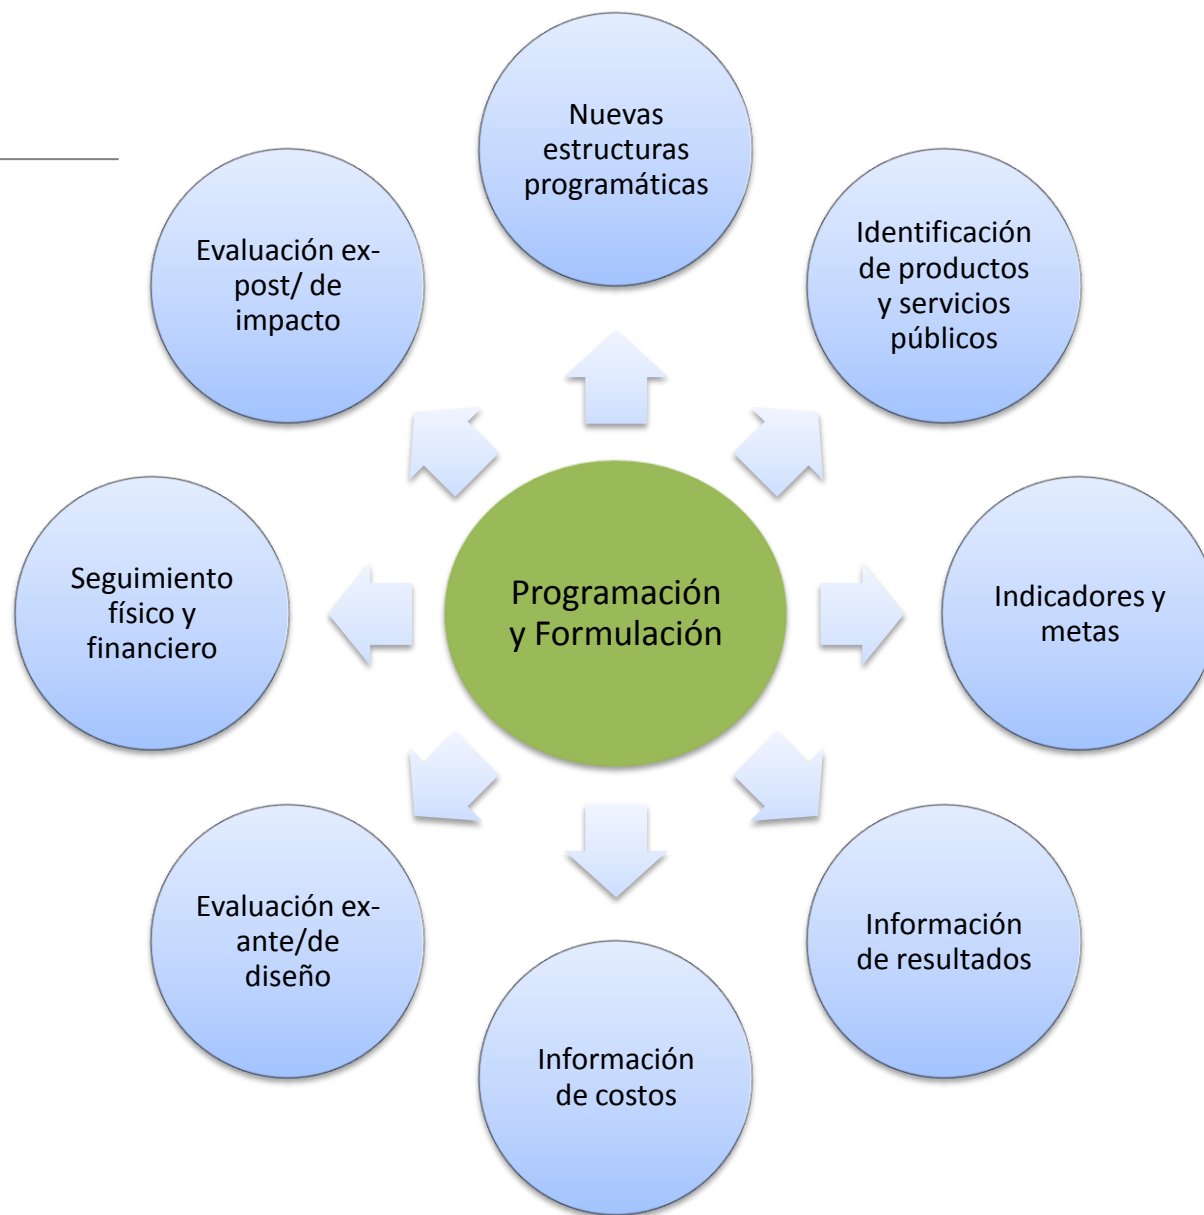 Nuevas
estructuras
programáticas
Identificación
de productos
y servicios
públicos
Indicadores y
metas
Información
de resultados
Información
de costos
Evaluación ex-
ante/de
diseño
Seguimiento
físico y
financiero
Evaluación ex-
post/ de
impacto
Programación
y Formulación